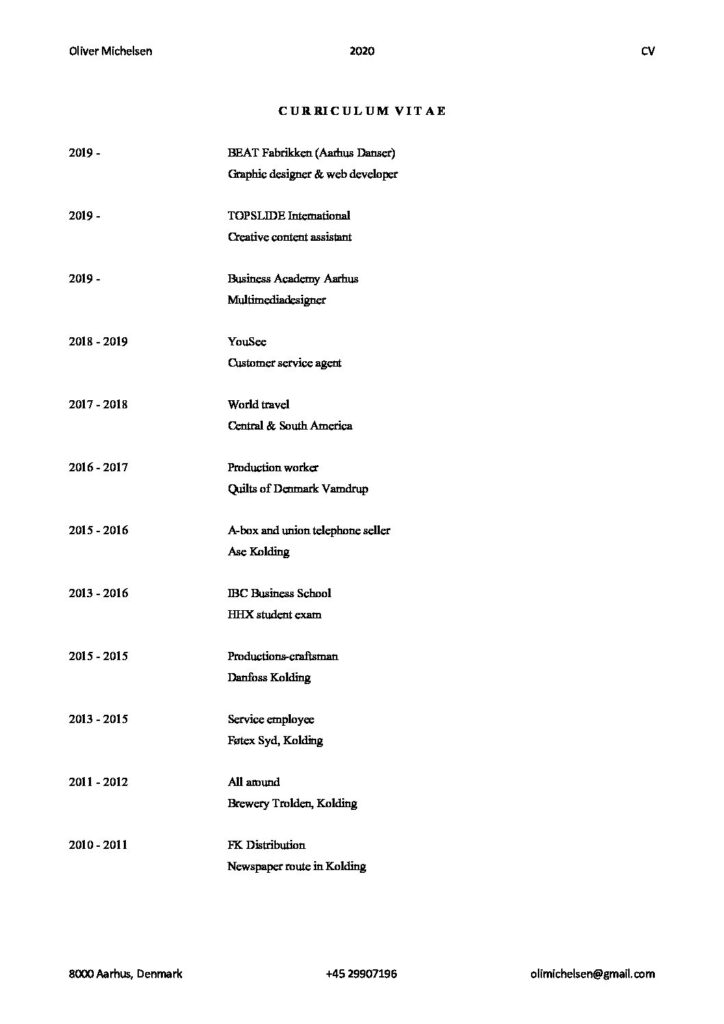 Oliver Michelsen 2020 CV
CURRICULUM VITAE
2019 - BEAT Fabrikken (Aarhus Danser)
Graphic designer & web developer
2019 - TOPSLIDE International
Creative content assistant
2019 - Business Academy Aarhus
Multimediadesigner
2018 - 2019 YouSee
Customer service agent
2017 - 2018 World travel
Central & South America
2016 - 2017 Production worker
Quilts of Denmark Vamdrup
2015 - 2016 A-box and union telephone seller
Ase Kolding
2013 - 2016 IBC Business School
HHX student exam
2015 - 2015 Productions-craftsman
Danfoss Kolding
2013 - 2015 Service employee
Føtex Syd, Kolding
2011 - 2012 All around
Brewery Trolden, Kolding
2010 - 2011 FK Distribution
Newspaper route in Kolding
8000 Aarhus, Denmark +45 29907196 olimichelsen@gmail.com